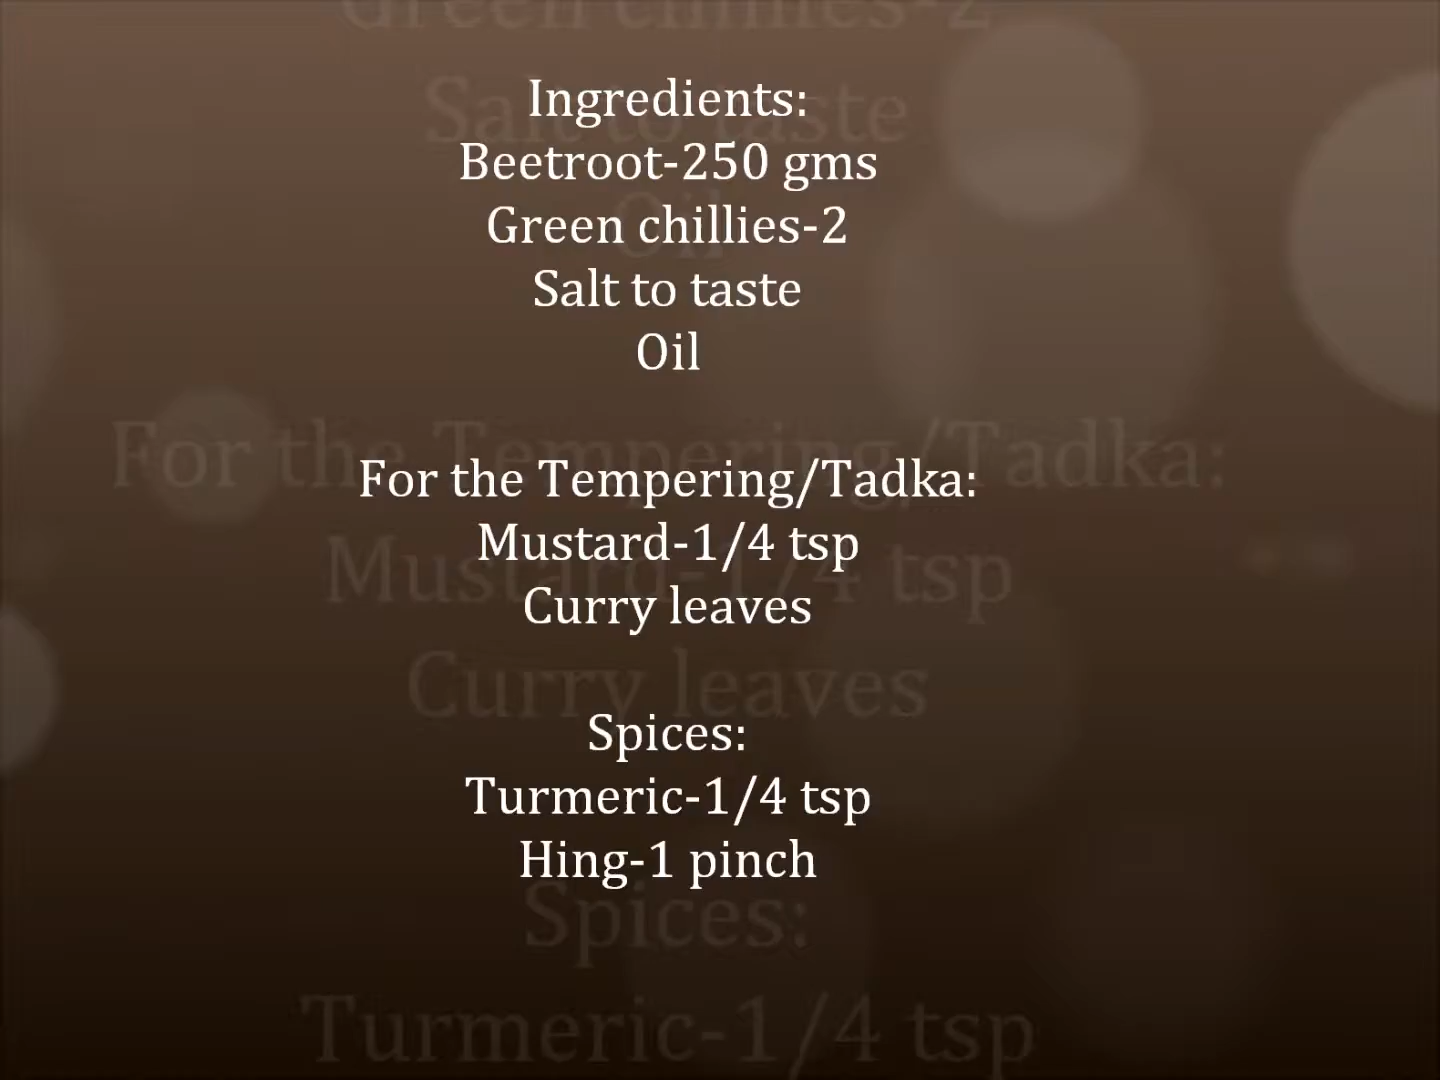 Ingredients:
Beetroot-250 gms
Green chillies-2
Salt to taste
Oil
For the Tempering/Tadka:
Mustard-1/4 tsp
Curry leaves
Spices:
Turmeric-1/4 tsp
Hing-1 pinch